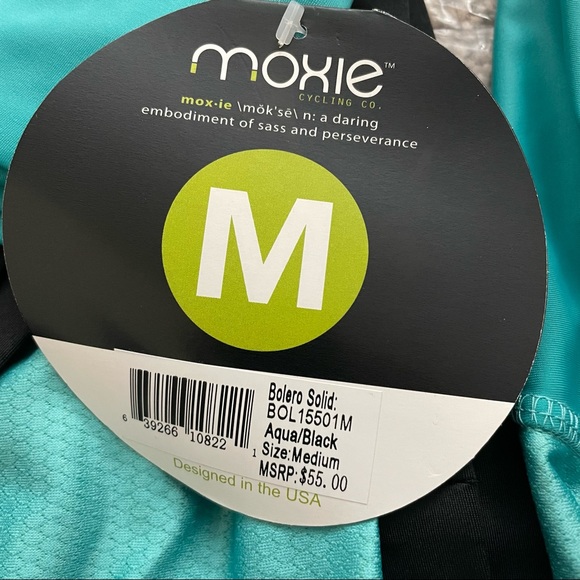 moxie™
CYCLING CO.
mox·ie \mŏk'sē\ n: a daring
embodiment of sass and perseverance
M
Bolero Solid:
BOL15501M
Aqua/Black
Size:Medium
MSRP:$55.00
6 39266 10822 1
Designed in the USA